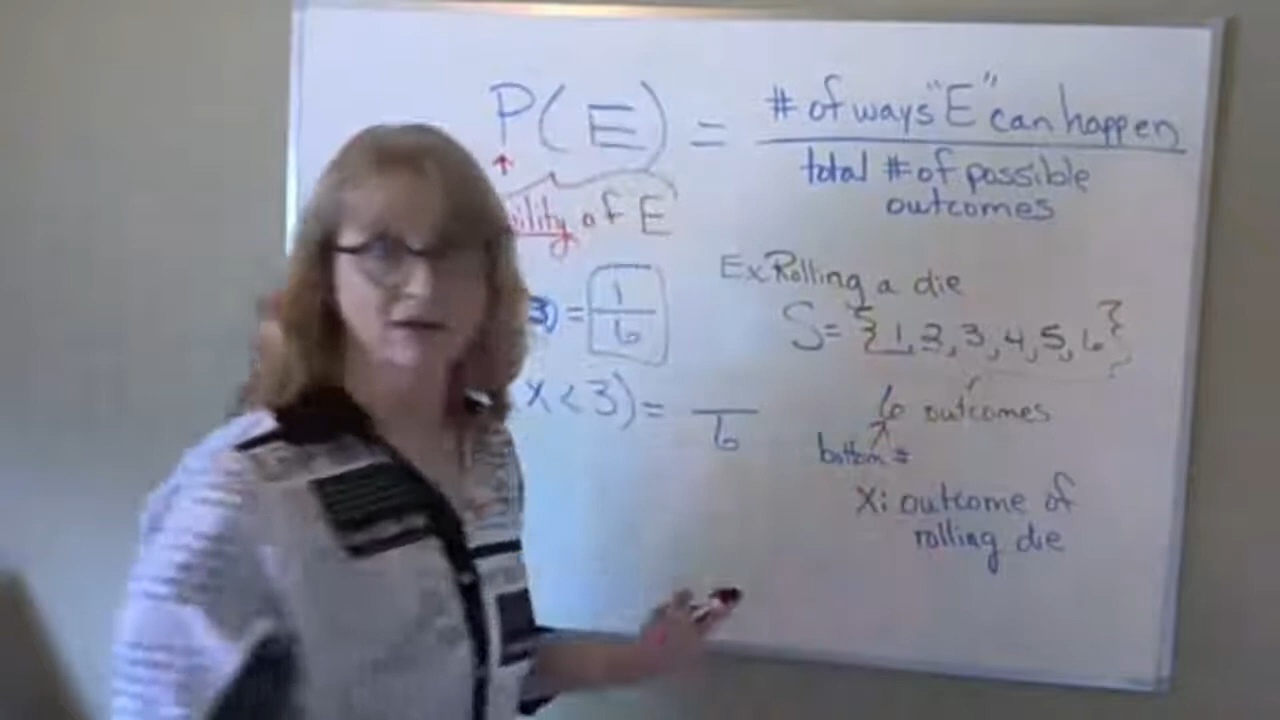 P(E) = # of ways "E" can happen
total # of possible
outcomes
of E
Ex Rolling a die
S = {1, 2, 3, 4, 5, 6}
3) = 1/6
x < 3) = /6
6 outcomes
bottom #
X: outcome of
rolling die